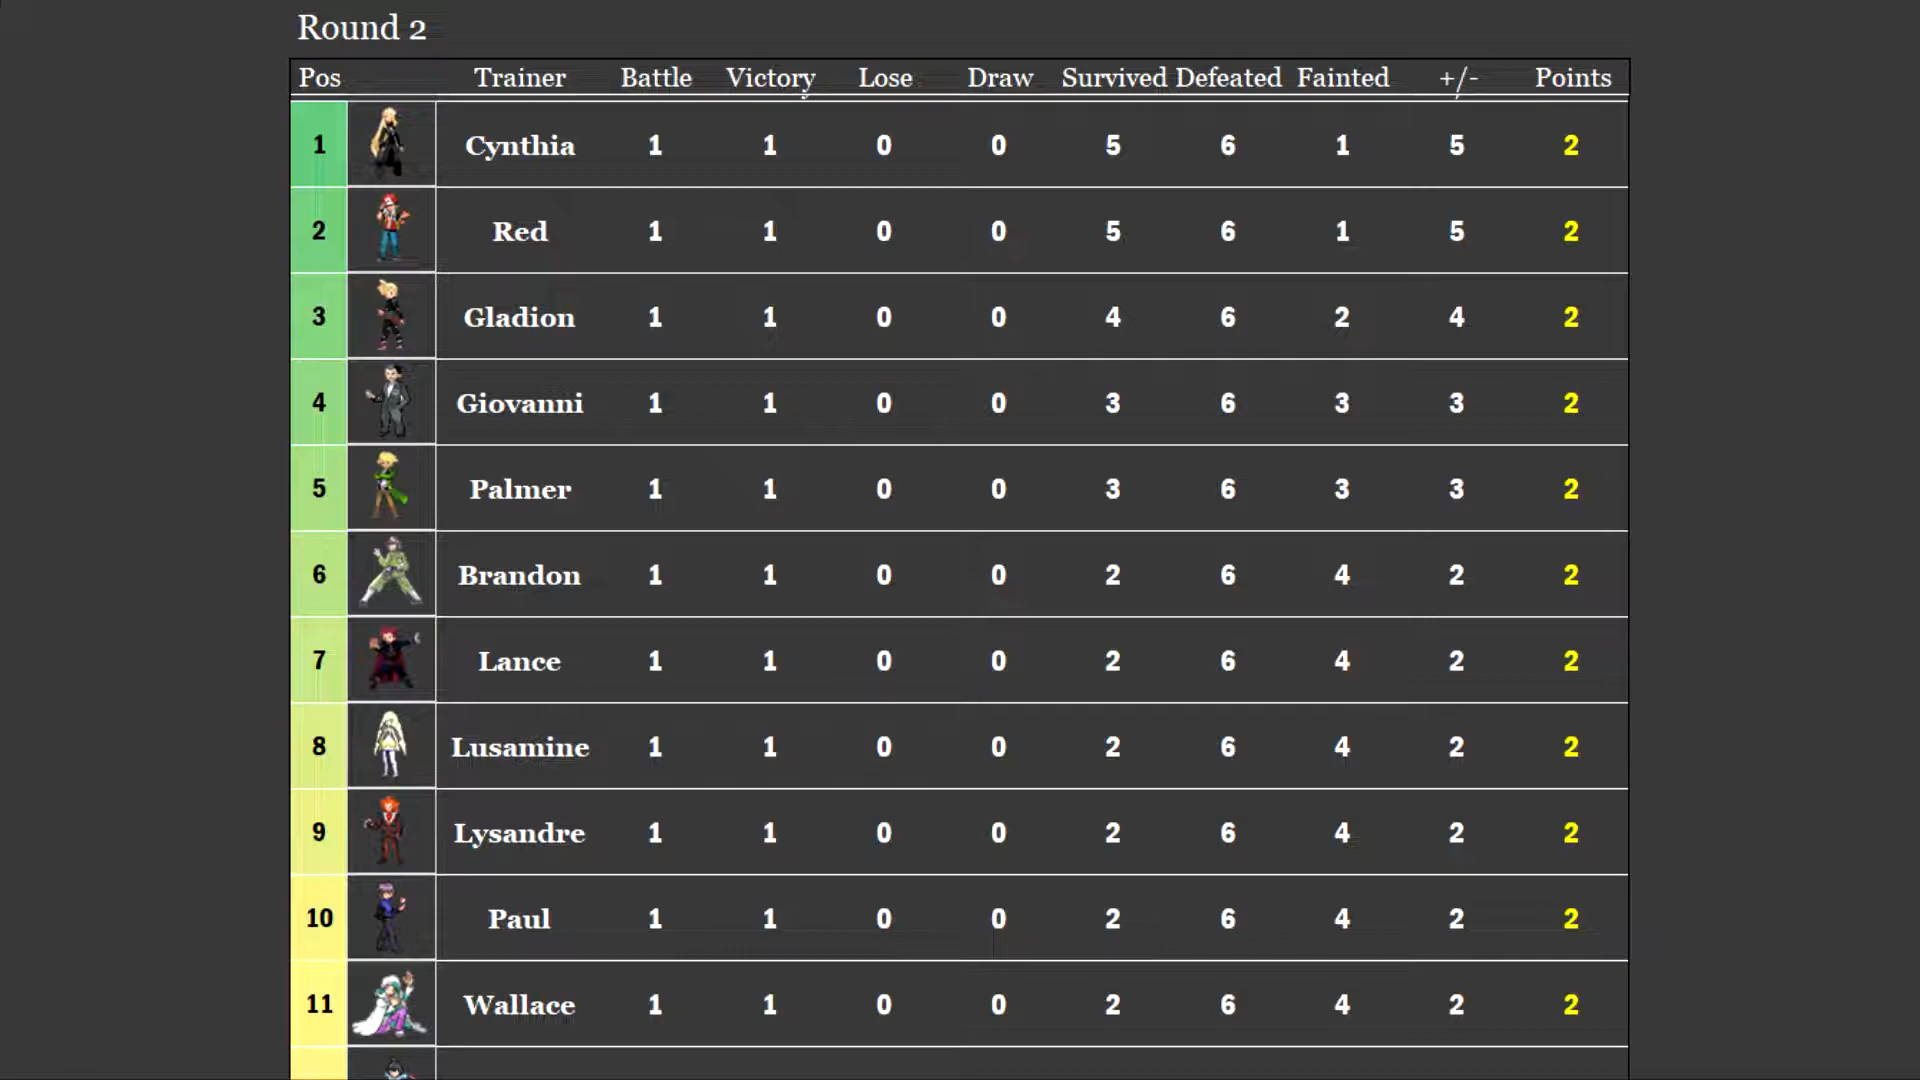 Round 2
Pos Trainer Battle Victory Lose Draw Survived Defeated Fainted +/- Points
1 Cynthia 1 1 0 0 5 6 1 5 2
2 Red 1 1 0 0 5 6 1 5 2
3 Gladion 1 1 0 0 4 6 2 4 2
4 Giovanni 1 1 0 0 3 6 3 3 2
5 Palmer 1 1 0 0 3 6 3 3 2
6 Brandon 1 1 0 0 2 6 4 2 2
7 Lance 1 1 0 0 2 6 4 2 2
8 Lusamine 1 1 0 0 2 6 4 2 2
9 Lysandre 1 1 0 0 2 6 4 2 2
10 Paul 1 1 0 0 2 6 4 2 2
11 Wallace 1 1 0 0 2 6 4 2 2